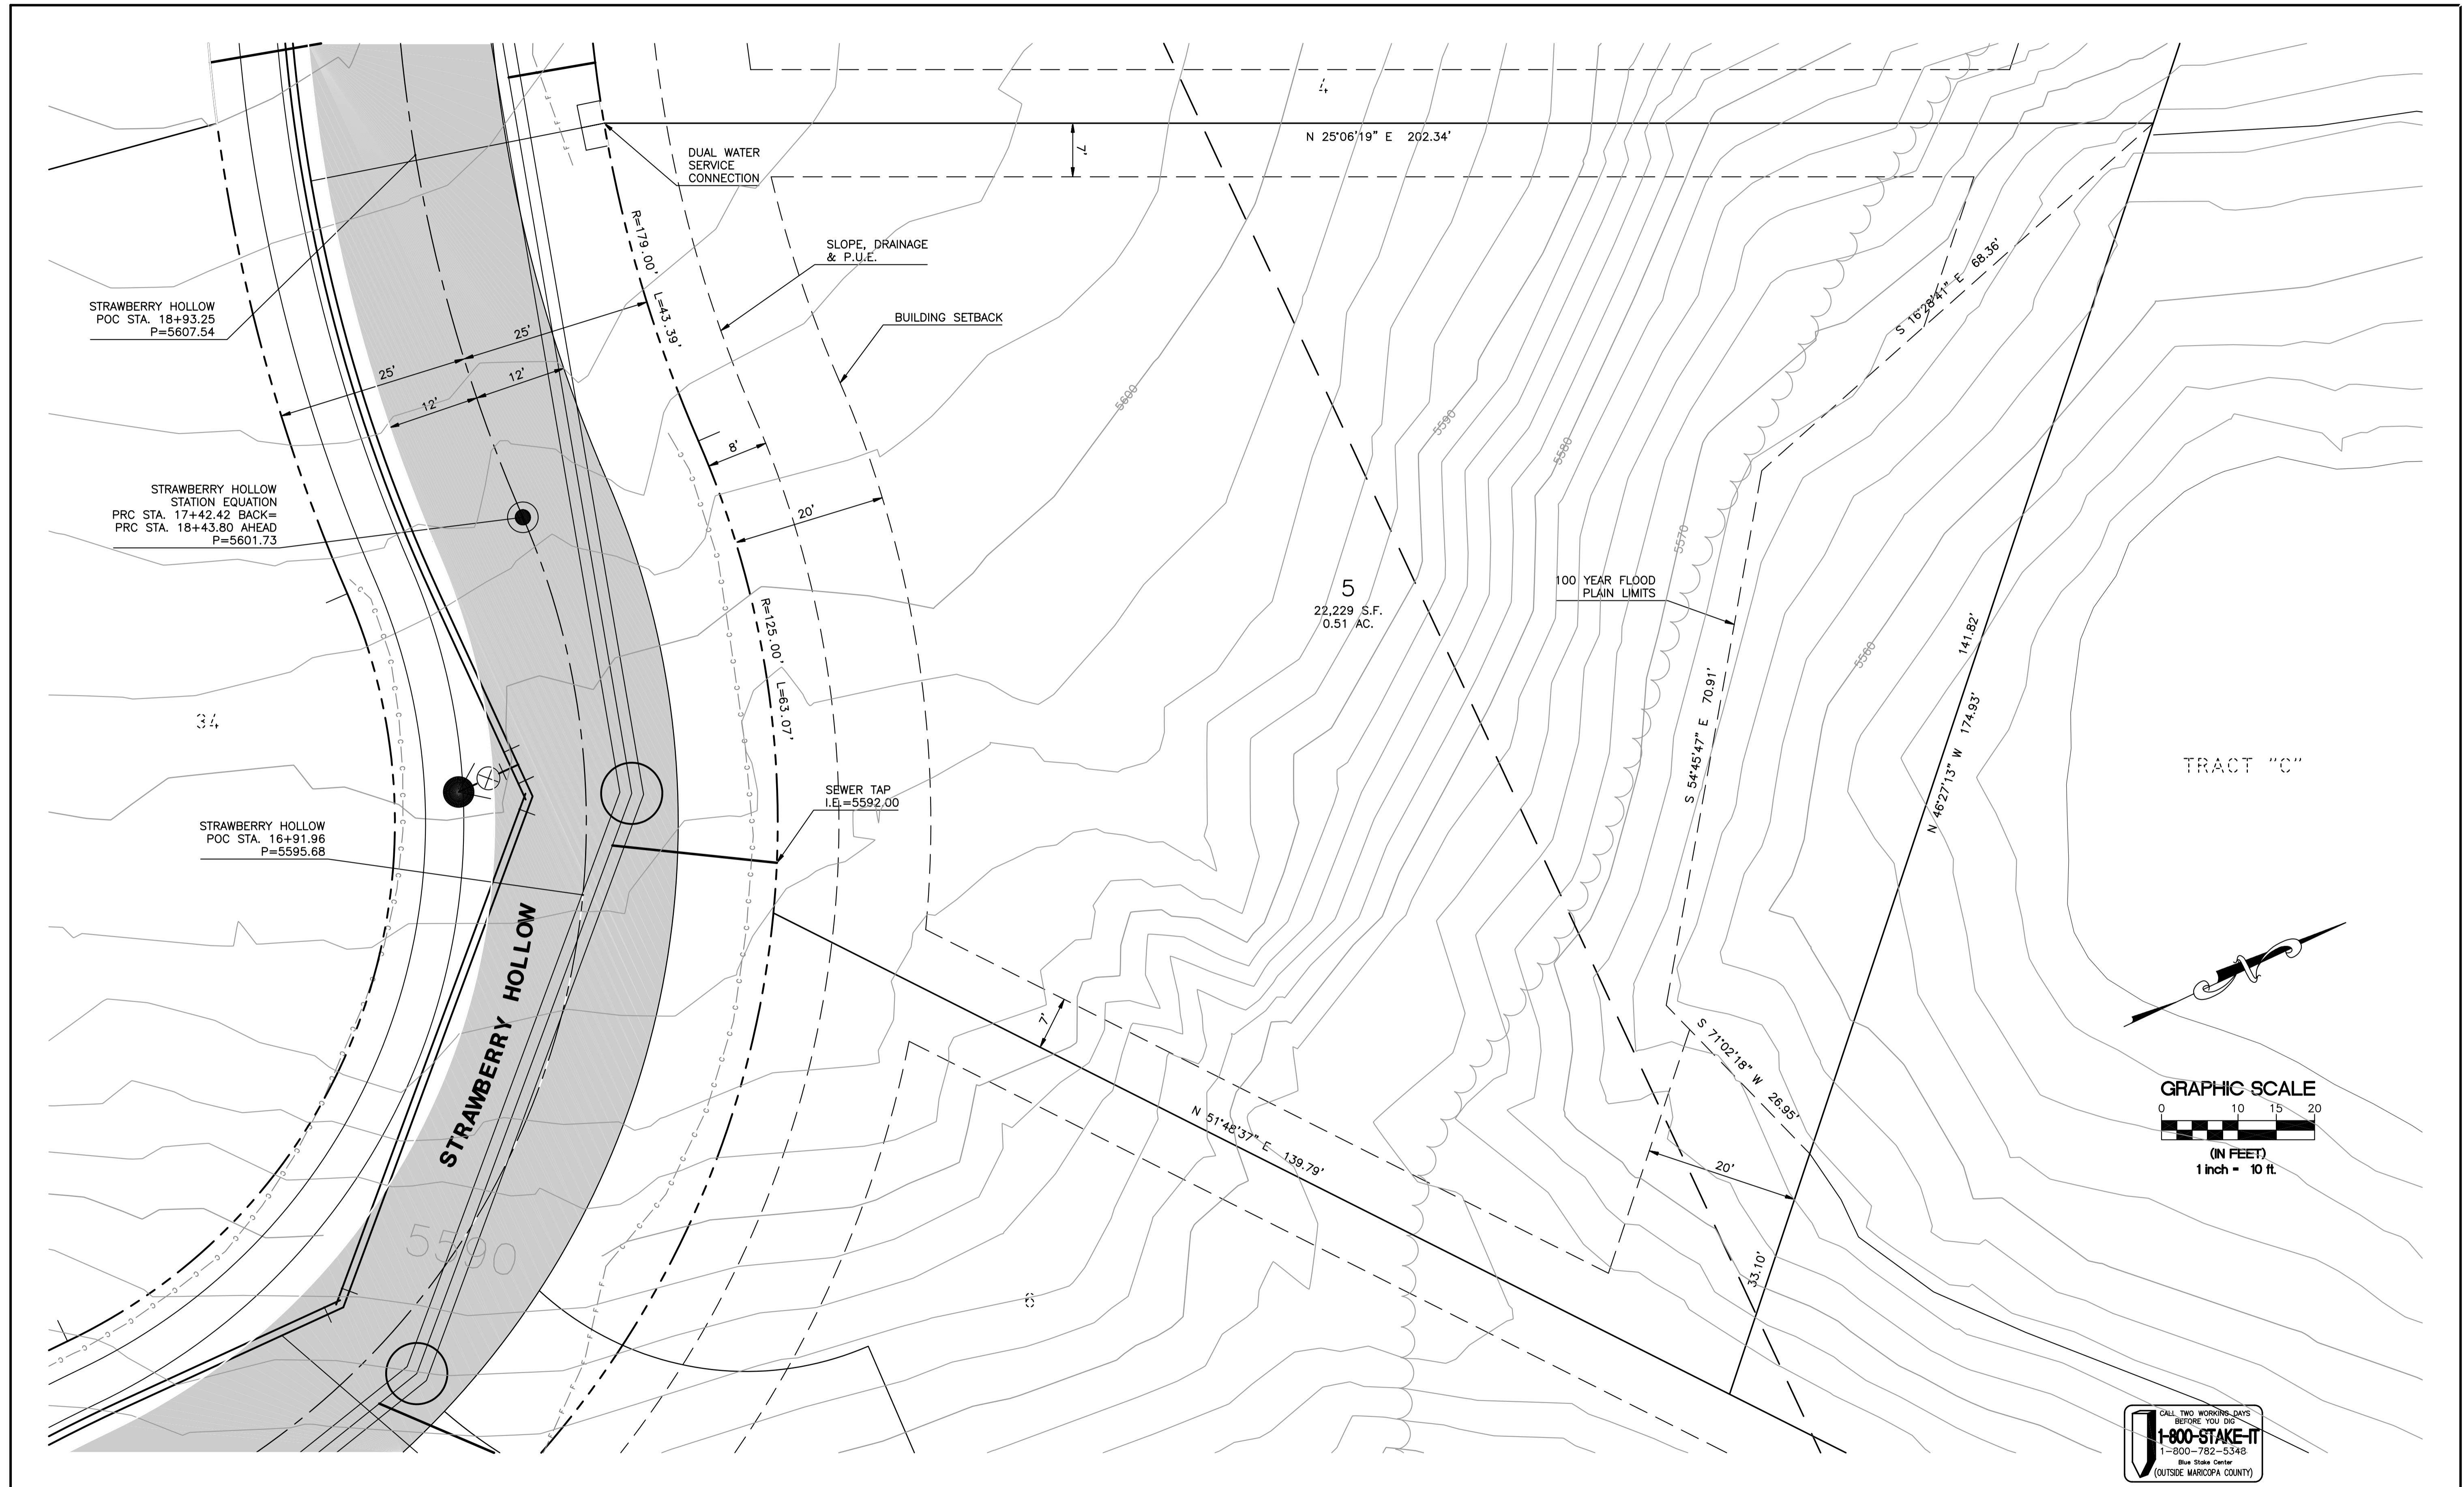 4
N 25°06'19" E 202.34'
7'
DUAL WATER
SERVICE
CONNECTION
R=179.00' L=43.39'
SLOPE, DRAINAGE
& P.U.E.
S 16°28'41" E 68.36'
STRAWBERRY HOLLOW
POC STA. 18+93.25
P=5607.54
BUILDING SETBACK
25'
25'
12'
12'
5600
5590
5580
8'
STRAWBERRY HOLLOW
STATION EQUATION
PRC STA. 17+42.42 BACK=
PRC STA. 18+43.80 AHEAD
P=5601.73
20'
5570
5
22,229 S.F.
0.51 AC.
100 YEAR FLOOD
PLAIN LIMITS
R=125.00' L=63.07'
5560
141.82'
S 54°45'47" E 70.91'
N 46°27'13" W 174.93'
34
TRACT "C"
SEWER TAP
I.E.=5592.00
STRAWBERRY HOLLOW
POC STA. 16+91.96
P=5595.68
STRAWBERRY HOLLOW
7'
N
S 71°02'18" W 26.95'
N 51°48'37" E 139.79'
20'
GRAPHIC SCALE
0 10 15 20
(IN FEET)
1 inch = 10 ft.
5590
33.10'
6
CALL TWO WORKING DAYS
BEFORE YOU DIG
1-800-STAKE-IT
1-800-782-5348
Blue Stake Center
(OUTSIDE MARICOPA COUNTY)